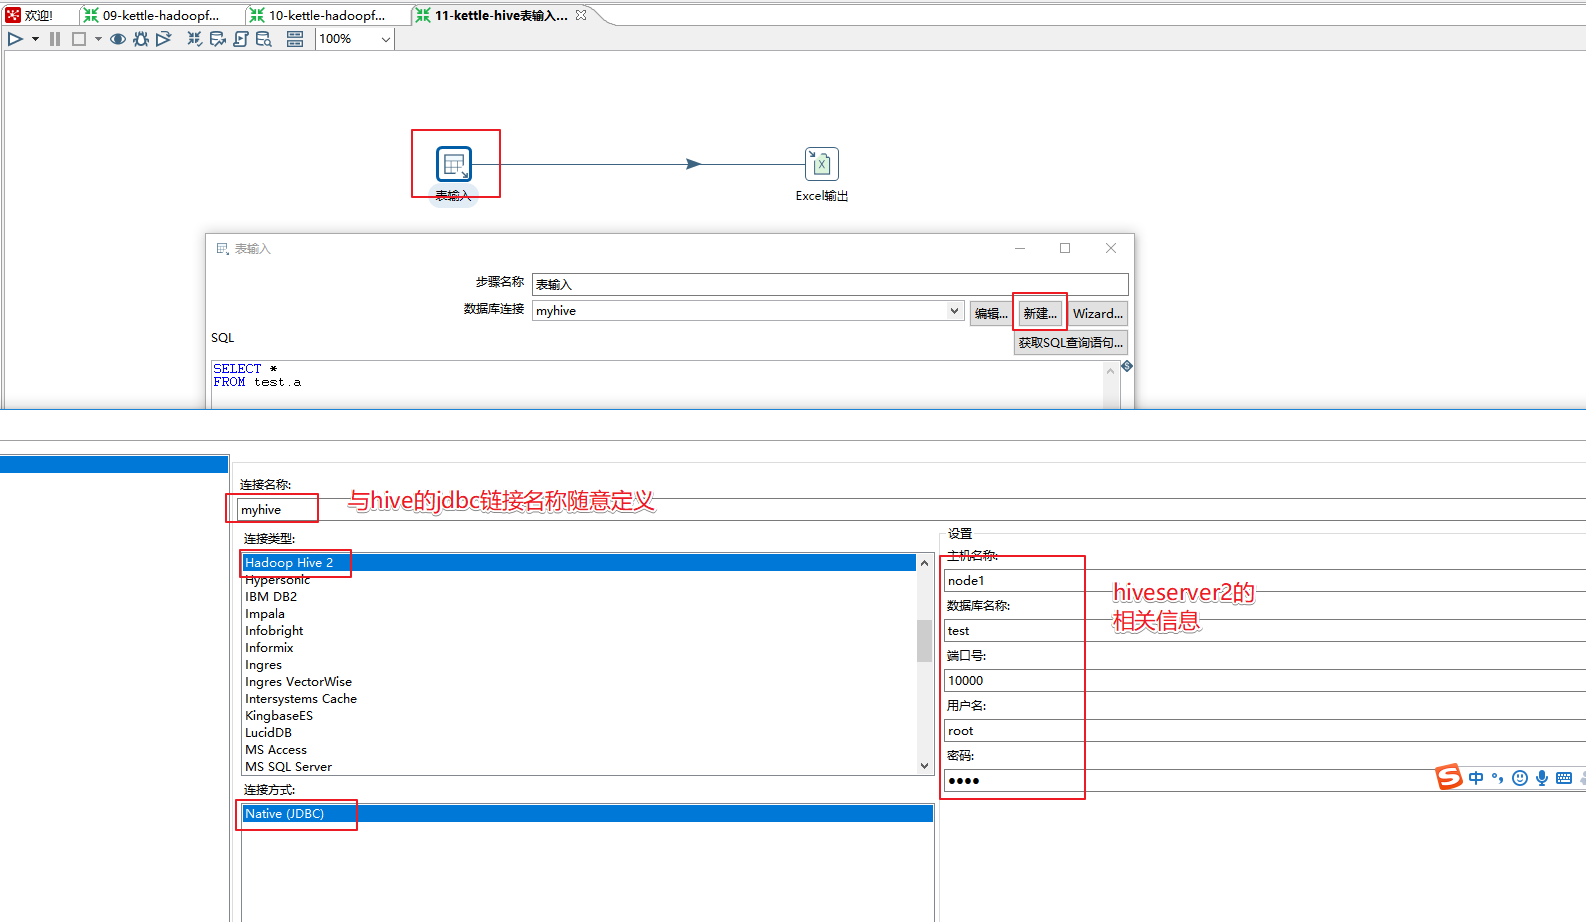 欢迎!
09-kettle-hadoopf...
10-kettle-hadoopf...
11-kettle-hive表输入...
100%
表输入
Excel输出
表输入
步骤名称
表输入
数据库连接
myhive
编辑...
新建...
Wizard...
SQL
获取SQL查询语句...
SELECT *
FROM test.a
连接名称:
myhive
与hive的jdbc链接名称随意定义
连接类型:
Hadoop Hive 2
Hypersonic
IBM DB2
Impala
Infobright
Informix
Ingres
Ingres VectorWise
Intersystems Cache
KingbaseES
LucidDB
MS Access
MS SQL Server
连接方式:
Native (JDBC)
设置
主机名称:
node1
数据库名称:
test
端口号:
10000
用户名:
root
密码:
●●●●
hiveserver2的
相关信息
S 中